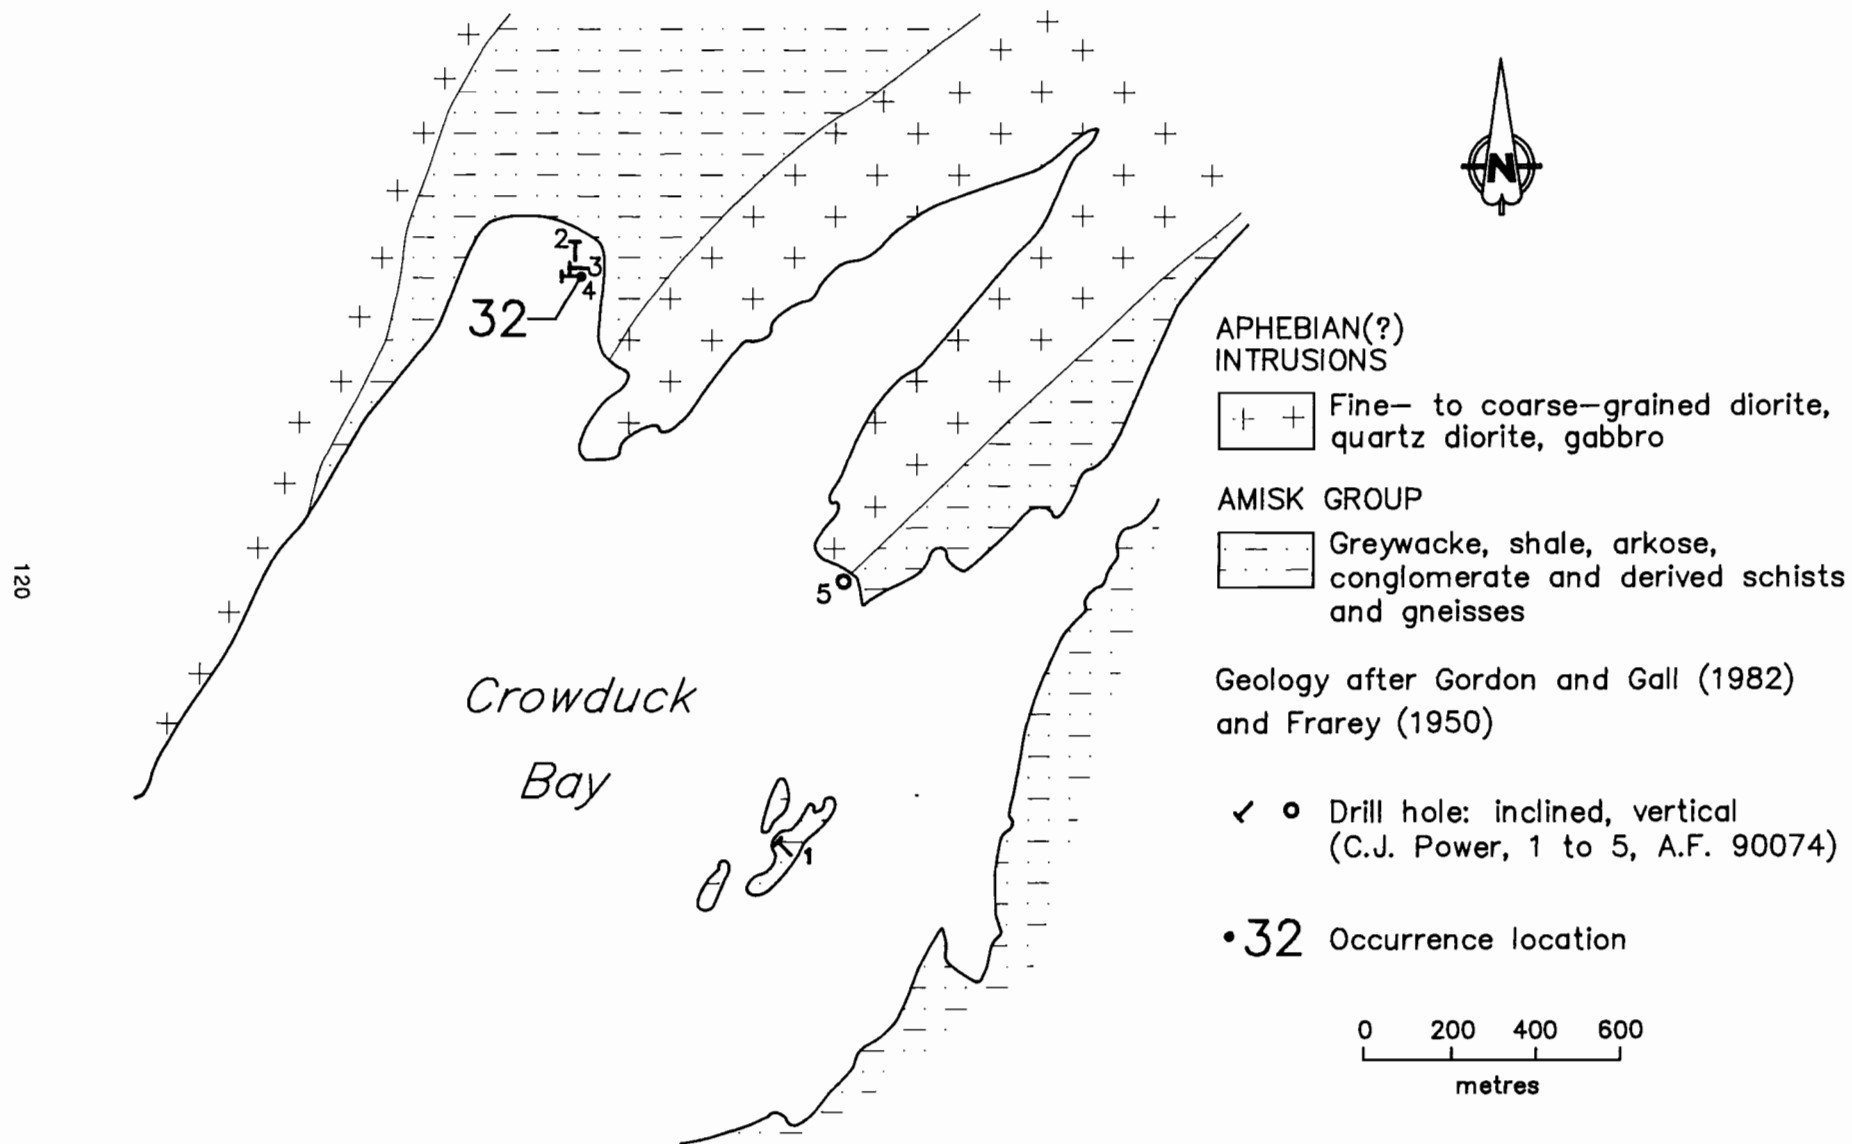 N
2
3
4
32
5
1
Crowduck
Bay
APHEBIAN(?)
INTRUSIONS
Fine- to coarse-grained diorite,
quartz diorite, gabbro
AMISK GROUP
Greywacke, shale, arkose,
conglomerate and derived schists
and gneisses
Geology after Gordon and Gall (1982)
and Frarey (1950)
Drill hole: inclined, vertical
(C.J. Power, 1 to 5, A.F. 90074)
32 Occurrence location
0 200 400 600
metres
120